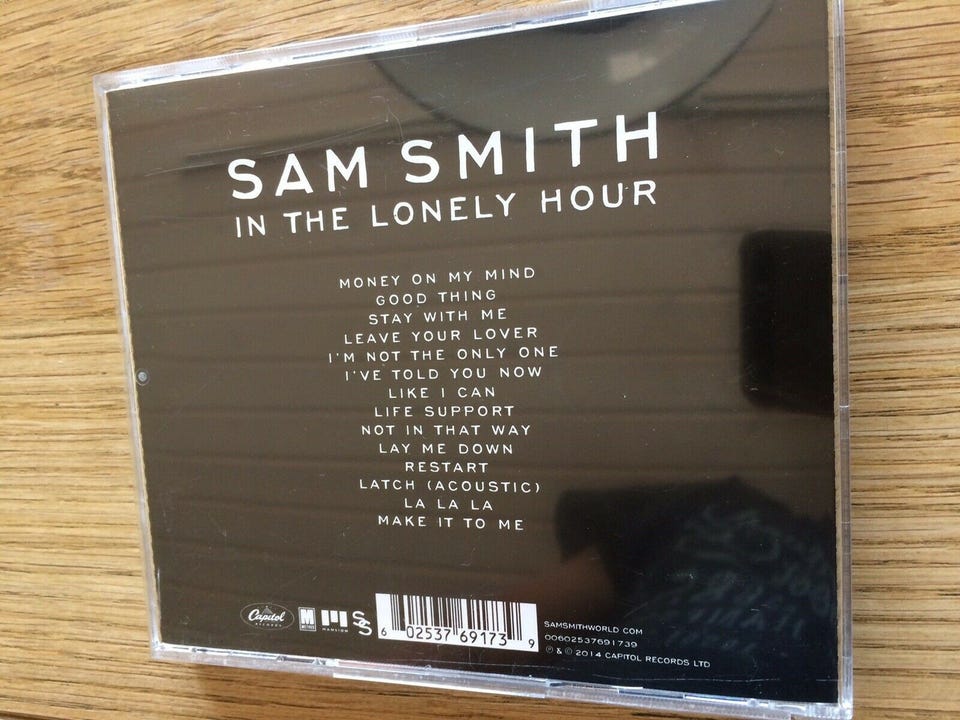 SAM SMITH
IN THE LONELY HOUR
MONEY ON MY MIND
GOOD THING
STAY WITH ME
LEAVE YOUR LOVER
I'M NOT THE ONLY ONE
I'VE TOLD YOU NOW
LIKE I CAN
LIFE SUPPORT
NOT IN THAT WAY
LAY ME DOWN
RESTART
LATCH (ACOUSTIC)
LA LA LA
MAKE IT TO ME
Capitol
RECORDS
6 02537 69173 9
SAMSMITHWORLD.COM
00602537691739
℗ & © 2014 CAPITOL RECORDS LTD